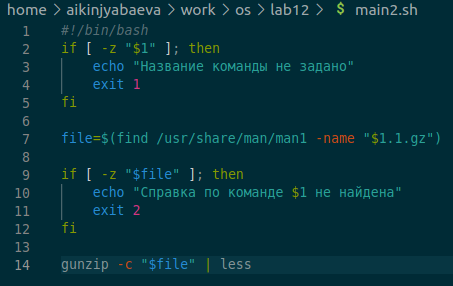 home > aikinjyabaeva > work > os > lab12 > $ main2.sh
1 #!/bin/bash
2 if [ -z "$1" ]; then
3 echo "Название команды не задано"
4 exit 1
5 fi
6
7 file=$(find /usr/share/man/man1 -name "$1.1.gz")
8
9 if [ -z "$file" ]; then
10 echo "Справка по команде $1 не найдена"
11 exit 2
12 fi
13
14 gunzip -c "$file" | less